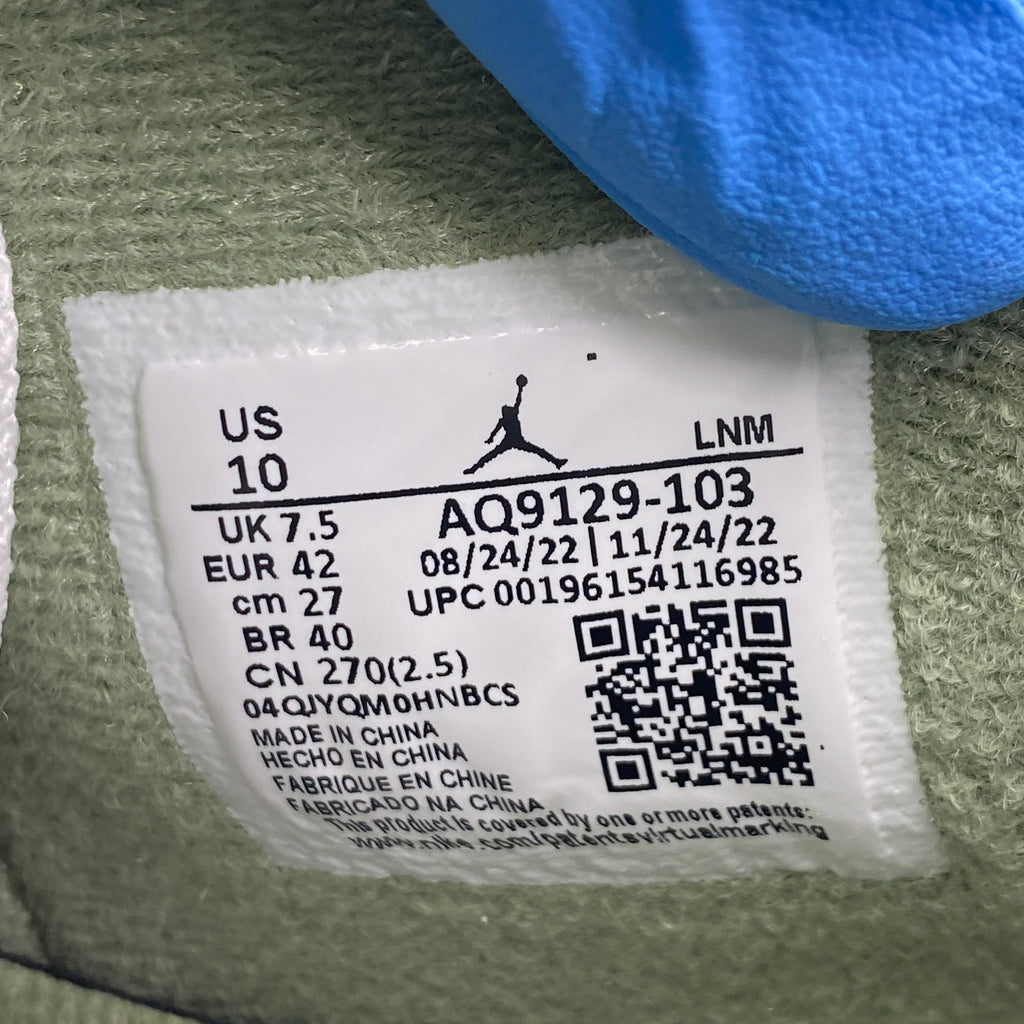 US
10
LNM
AQ9129-103
08/24/22 | 11/24/22
UPC 00196154116985
UK 7.5
EUR 42
cm 27
BR 40
CN 270(2.5)
04QJYQM0HNBCS
MADE IN CHINA
HECHO EN CHINA
FABRIQUE EN CHINE
FABRICADO NA CHINA
This product is covered by one or more patents:
www.nike.com/patentsvirtualmarking